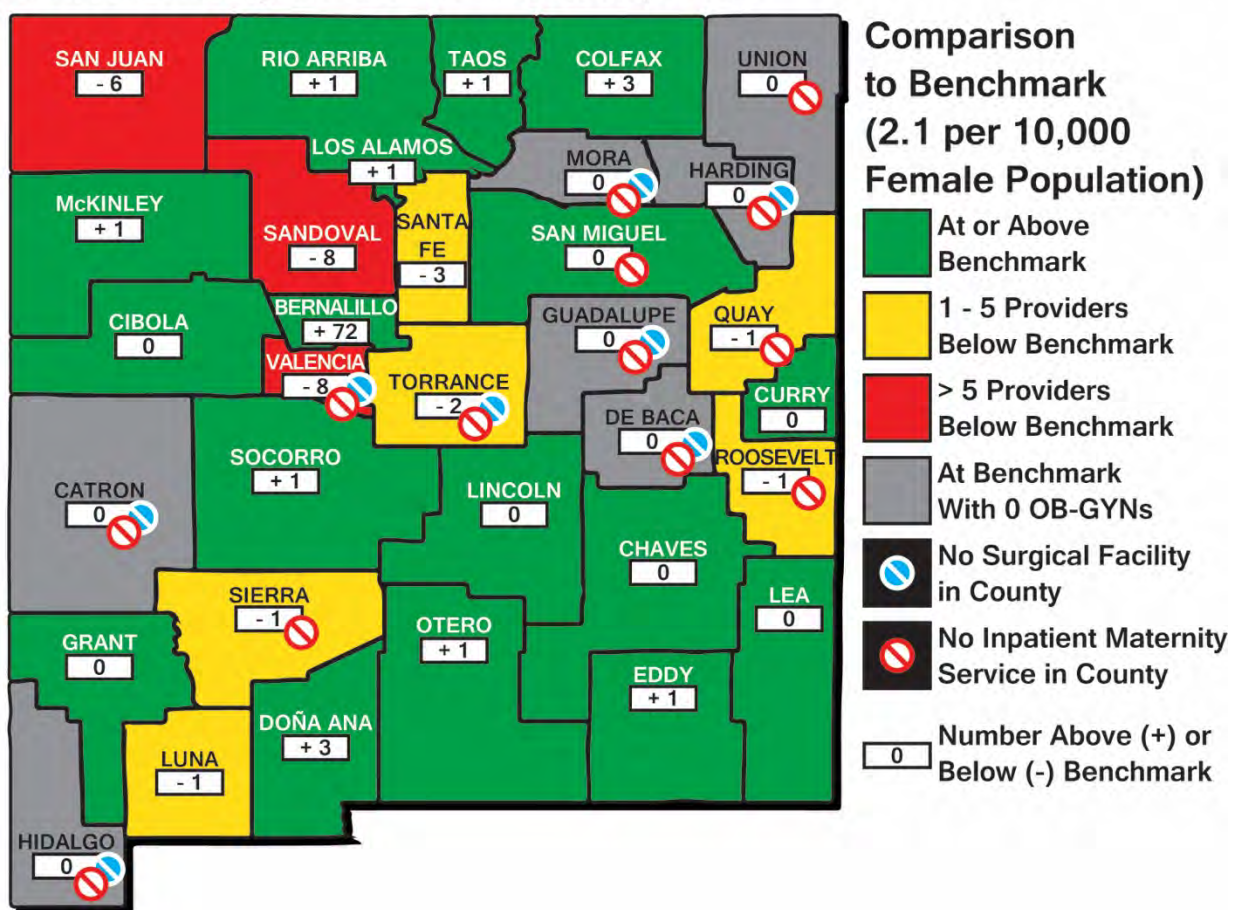 SAN JUAN
- 6
RIO ARRIBA
+ 1
TAOS
+ 1
COLFAX
+ 3
UNION
0
LOS ALAMOS
+ 1
MORA
0
HARDING
0
McKINLEY
+ 1
SANDOVAL
- 8
SANTA
FE
- 3
SAN MIGUEL
0
CIBOLA
0
BERNALILLO
+ 72
GUADALUPE
0
QUAY
- 1
VALENCIA
- 8
TORRANCE
- 2
CURRY
0
DE BACA
0
ROOSEVELT
- 1
CATRON
0
SOCORRO
+ 1
LINCOLN
0
CHAVES
0
SIERRA
- 1
LEA
0
GRANT
0
OTERO
+ 1
EDDY
+ 1
DOÑA ANA
+ 3
LUNA
- 1
HIDALGO
0
Comparison
to Benchmark
(2.1 per 10,000
Female Population)
At or Above
Benchmark
1 - 5 Providers
Below Benchmark
> 5 Providers
Below Benchmark
At Benchmark
With 0 OB-GYNs
No Surgical Facility
in County
No Inpatient Maternity
Service in County
0
Number Above (+) or
Below (-) Benchmark